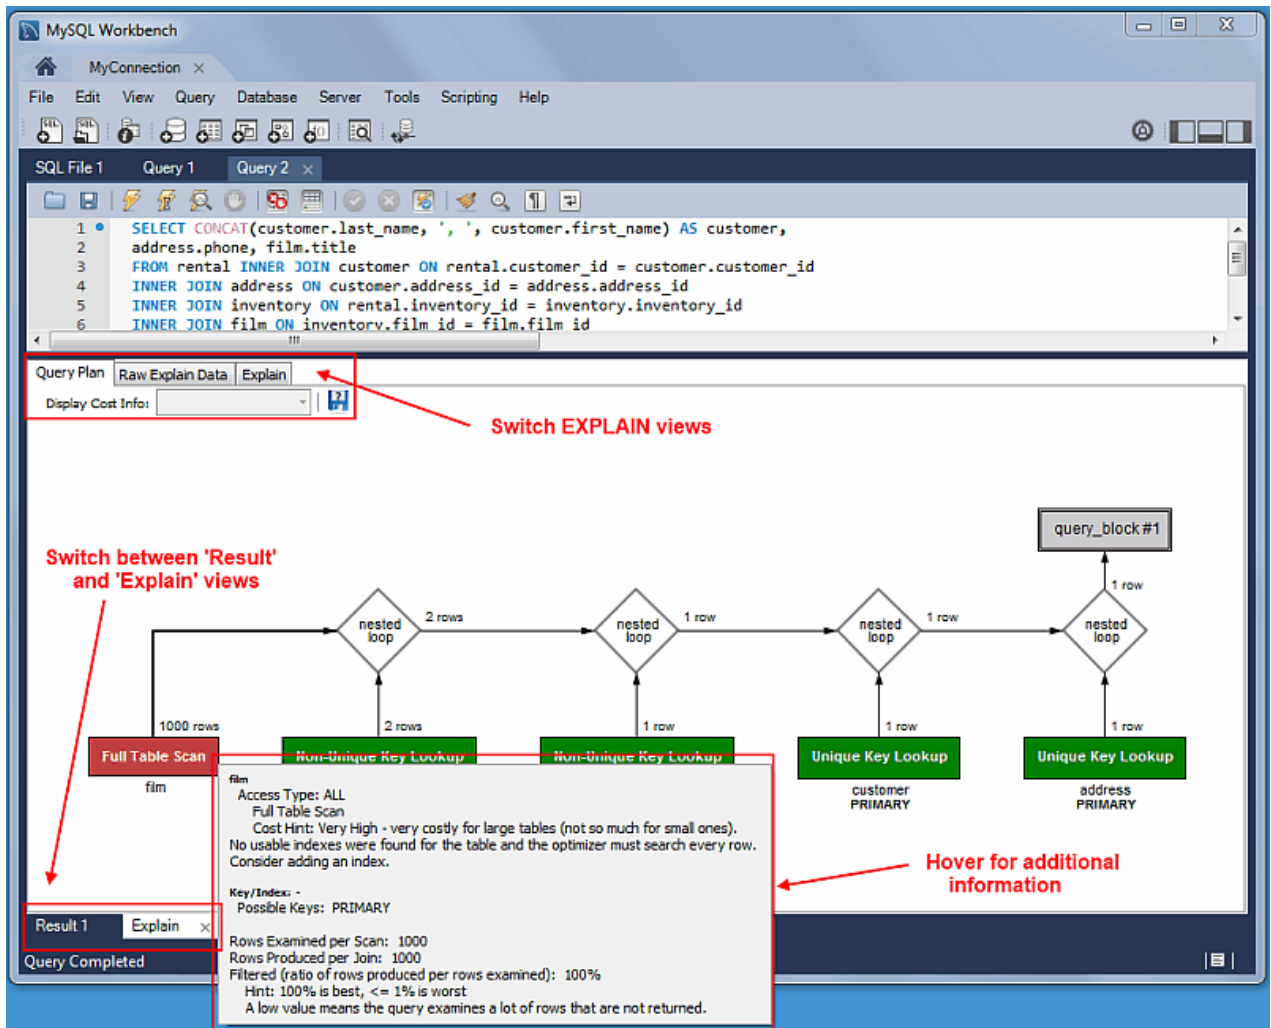 MySQL Workbench
MyConnection ×
File Edit View Query Database Server Tools Scripting Help
SQL File 1 Query 1 Query 2 ×
1 SELECT CONCAT(customer.last_name, ', ', customer.first_name) AS customer,
2 address.phone, film.title
3 FROM rental INNER JOIN customer ON rental.customer_id = customer.customer_id
4 INNER JOIN address ON customer.address_id = address.address_id
5 INNER JOIN inventory ON rental.inventory_id = inventory.inventory_id
6 INNER JOIN film ON inventory.film_id = film.film_id
Query Plan Raw Explain Data Explain
Display Cost Info:
Switch EXPLAIN views
query_block #1
Switch between 'Result'
and 'Explain' views
1 row
nested
loop
2 rows
nested
loop
1 row
nested
loop
1 row
nested
loop
1000 rows
2 rows
1 row
1 row
1 row
Full Table Scan
Non-Unique Key Lookup
Non-Unique Key Lookup
Unique Key Lookup
Unique Key Lookup
film
customer
PRIMARY
address
PRIMARY
film
Access Type: ALL
Full Table Scan
Cost Hint: Very High - very costly for large tables (not so much for small ones).
No usable indexes were found for the table and the optimizer must search every row.
Consider adding an index.
Key/Index: -
Possible Keys: PRIMARY
Rows Examined per Scan: 1000
Rows Produced per Join: 1000
Filtered (ratio of rows produced per rows examined): 100%
Hint: 100% is best, <= 1% is worst
A low value means the query examines a lot of rows that are not returned.
Hover for additional
information
Result 1 Explain ×
Query Completed